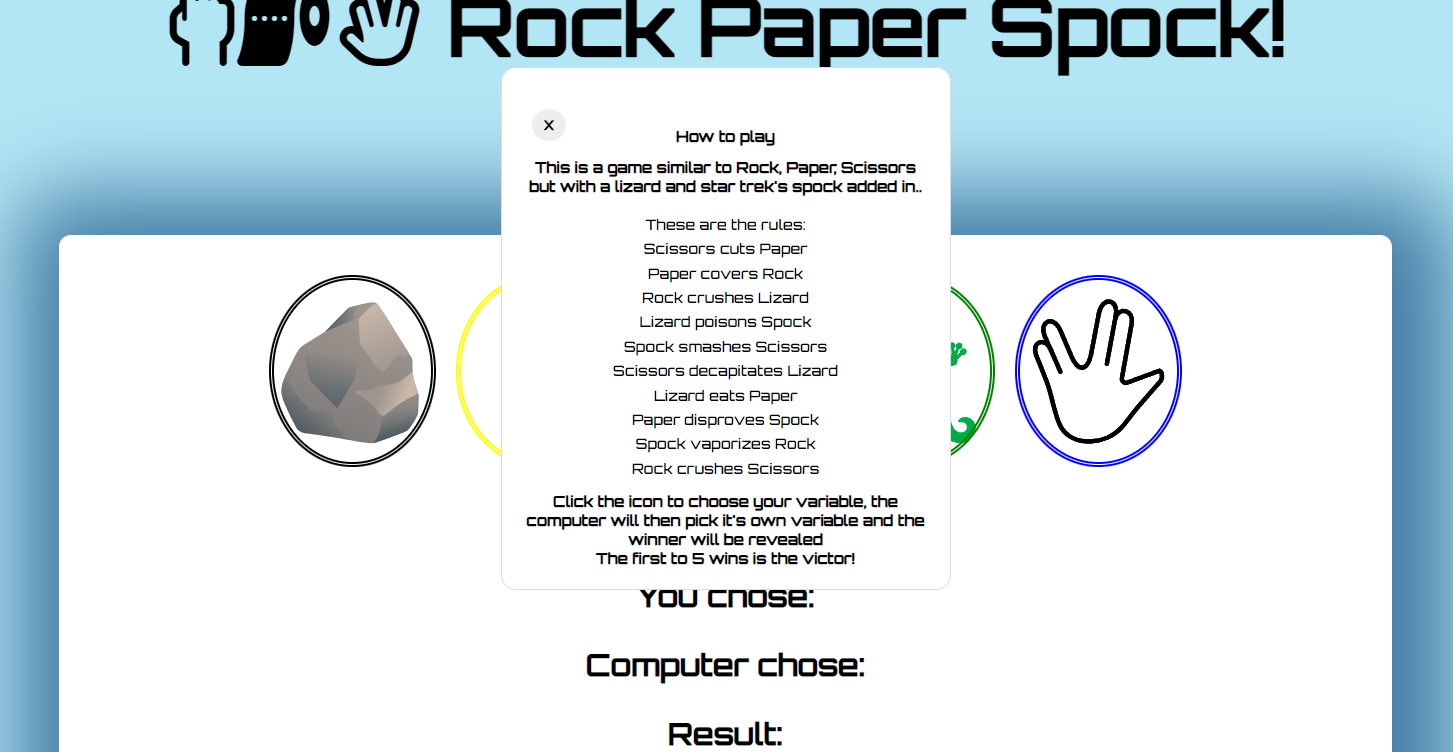 Rock Paper Spock!
X
How to play
This is a game similar to Rock, Paper, Scissors
but with a lizard and star trek's spock added in..
These are the rules:
Scissors cuts Paper
Paper covers Rock
Rock crushes Lizard
Lizard poisons Spock
Spock smashes Scissors
Scissors decapitates Lizard
Lizard eats Paper
Paper disproves Spock
Spock vaporizes Rock
Rock crushes Scissors
Click the icon to choose your variable, the
computer will then pick it's own variable and the
winner will be revealed
The first to 5 wins is the victor!
You chose:
Computer chose:
Result: